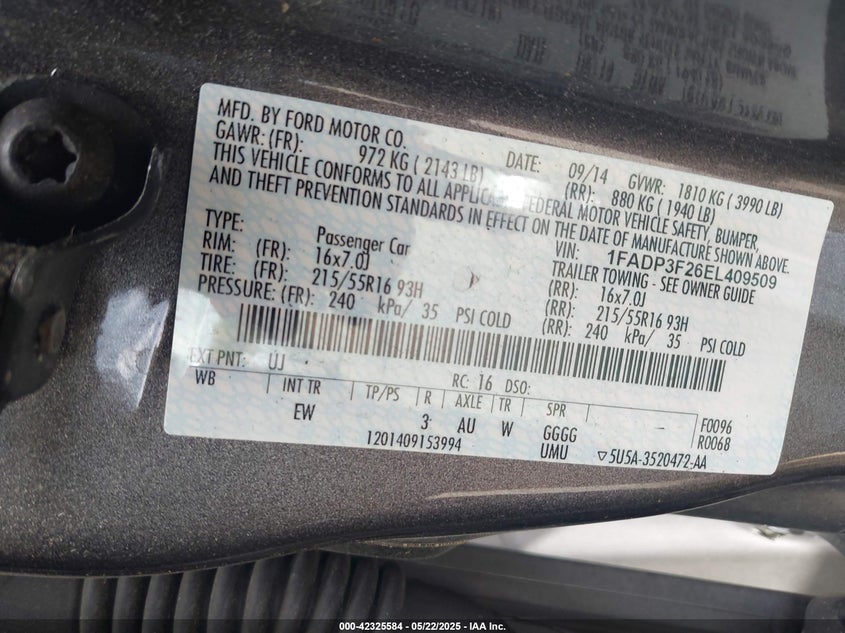 MFD. BY FORD MOTOR CO.
DATE: 09/14 GVWR: 1810 KG ( 3990 LB)
GAWR: (FR): 972 KG ( 2143 LB) (RR): 880 KG ( 1940 LB)
THIS VEHICLE CONFORMS TO ALL APPLICA FEDERAL MOTOR VEHICLE SAFETY, BUMPER,
AND THEFT PREVENTION STANDARDS IN EFFECT ON THE DATE OF MANUFACTURE SHOWN ABOVE.
VIN: 1FADP3F26EL409509
TYPE: Passenger Car TRAILER TOWING - SEE OWNER GUIDE
RIM: (FR): 16x7.0J (RR): 16x7.0J
TIRE: (FR): 215/55R16 93H (RR): 215/55R16 93H
PRESSURE: (FR): 240 kPa/ 35 PSI COLD (RR): 240 kPa/ 35 PSI COLD
EXT PNT: UJ RC: 16 DSO:
WB INT TR TP/PS R AXLE TR SPR F0096
EW 3 AU W GGGG R0068
1201409153994 UMU ▽5U5A-3520472-AA
000-42325584 - 05/22/2025 - IAA Inc.